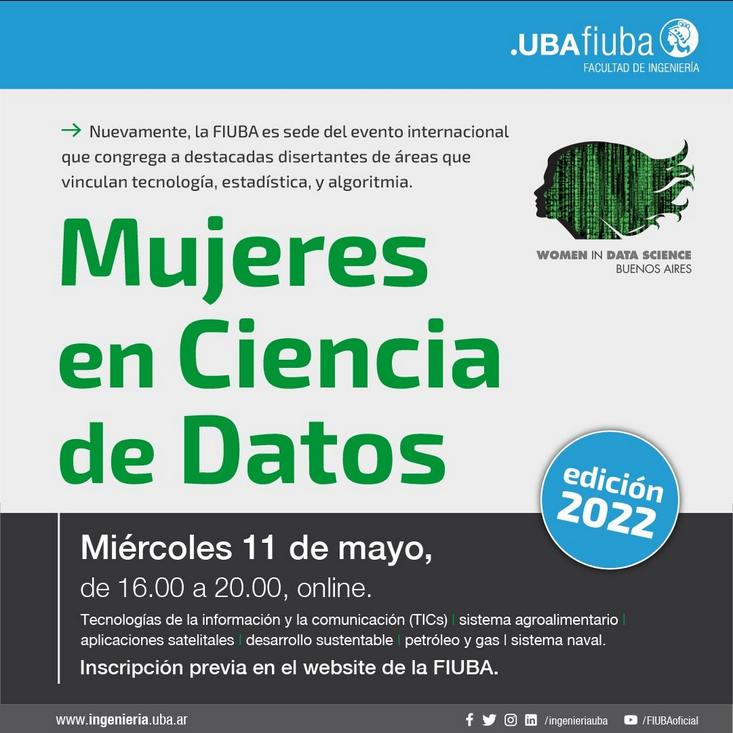 .UBAfiuba
FACULTAD DE INGENIERÍA
→ Nuevamente, la FIUBA es sede del evento internacional
que congrega a destacadas disertantes de áreas que
vinculan tecnología, estadística, y algoritmia.
WOMEN IN DATA SCIENCE
BUENOS AIRES
Mujeres
en Ciencia
de Datos
edición
2022
Miércoles 11 de mayo,
de 16.00 a 20.00, online.
Tecnologías de la información y la comunicación (TICs) | sistema agroalimentario |
aplicaciones satelitales | desarrollo sustentable | petróleo y gas | sistema naval.
Inscripción previa en el website de la FIUBA.
www.ingenieria.uba.ar
/ingenieriauba
/FIUBAoficial